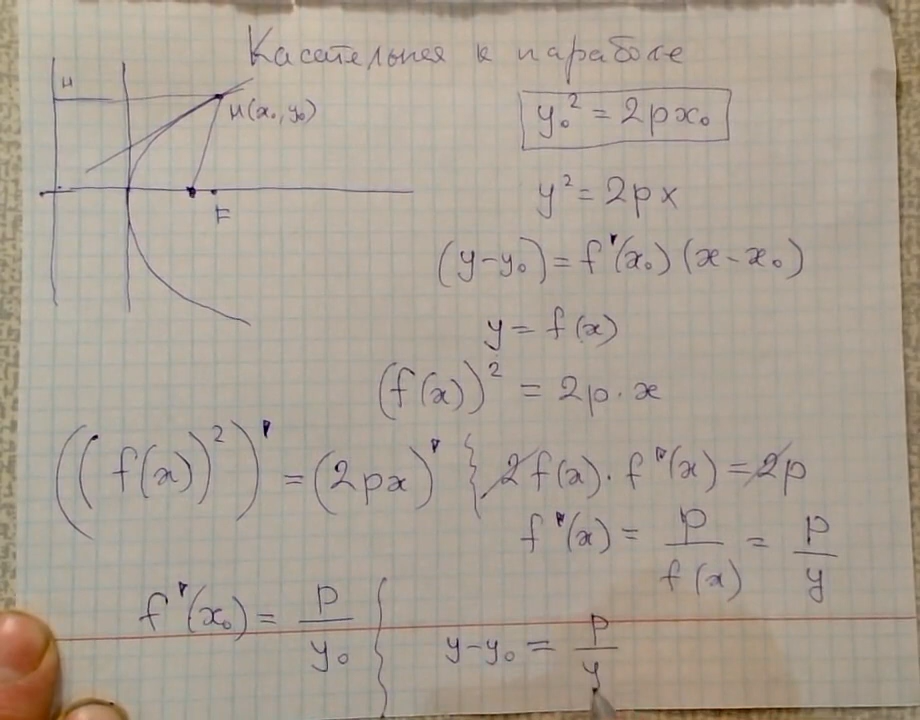 Касательная к параболе
H
M(x₀, y₀)
F
y₀² = 2px₀
y² = 2px
(y-y₀) = f'(x₀)(x-x₀)
y = f(x)
(f(x))² = 2p·x
((f(x))²)' = (2px)' { 2f(x)·f'(x) = 2p
f'(x) = p/f(x) = p/y
f'(x₀) = p/y₀ { y-y₀ = p/y